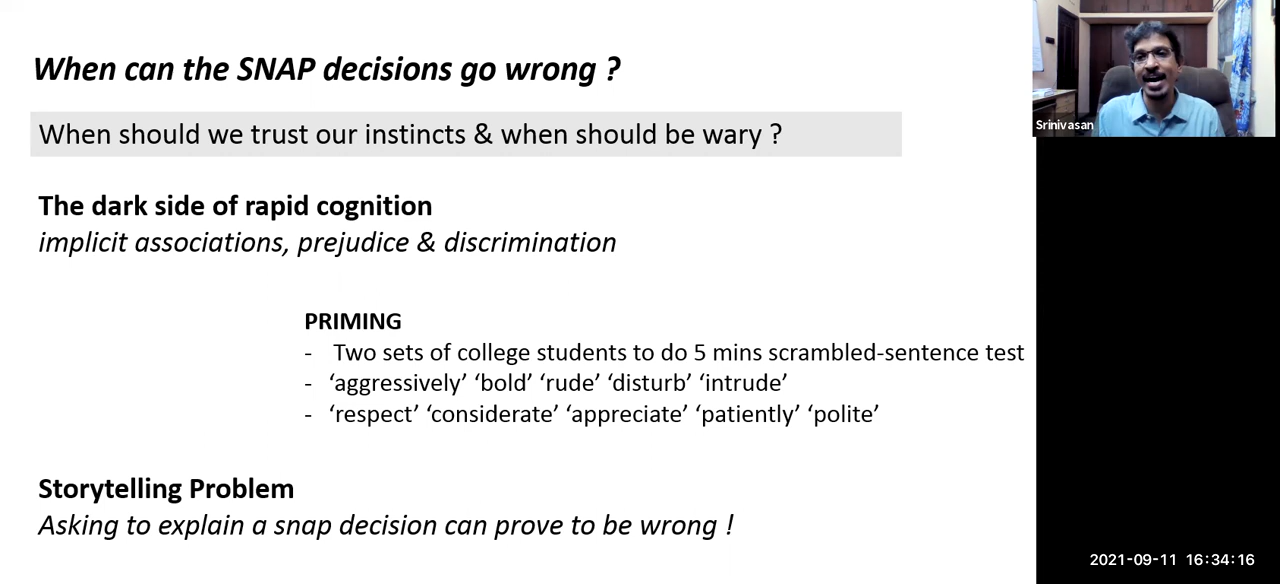 When can the SNAP decisions go wrong ?
When should we trust our instincts & when should be wary ?
The dark side of rapid cognition
implicit associations, prejudice & discrimination
PRIMING
- Two sets of college students to do 5 mins scrambled-sentence test
- ‘aggressively’ ‘bold’ ‘rude’ ‘disturb’ ‘intrude’
- ‘respect’ ‘considerate’ ‘appreciate’ ‘patiently’ ‘polite’
Storytelling Problem
Asking to explain a snap decision can prove to be wrong !
Srinivasan
2021-09-11 16:34:16